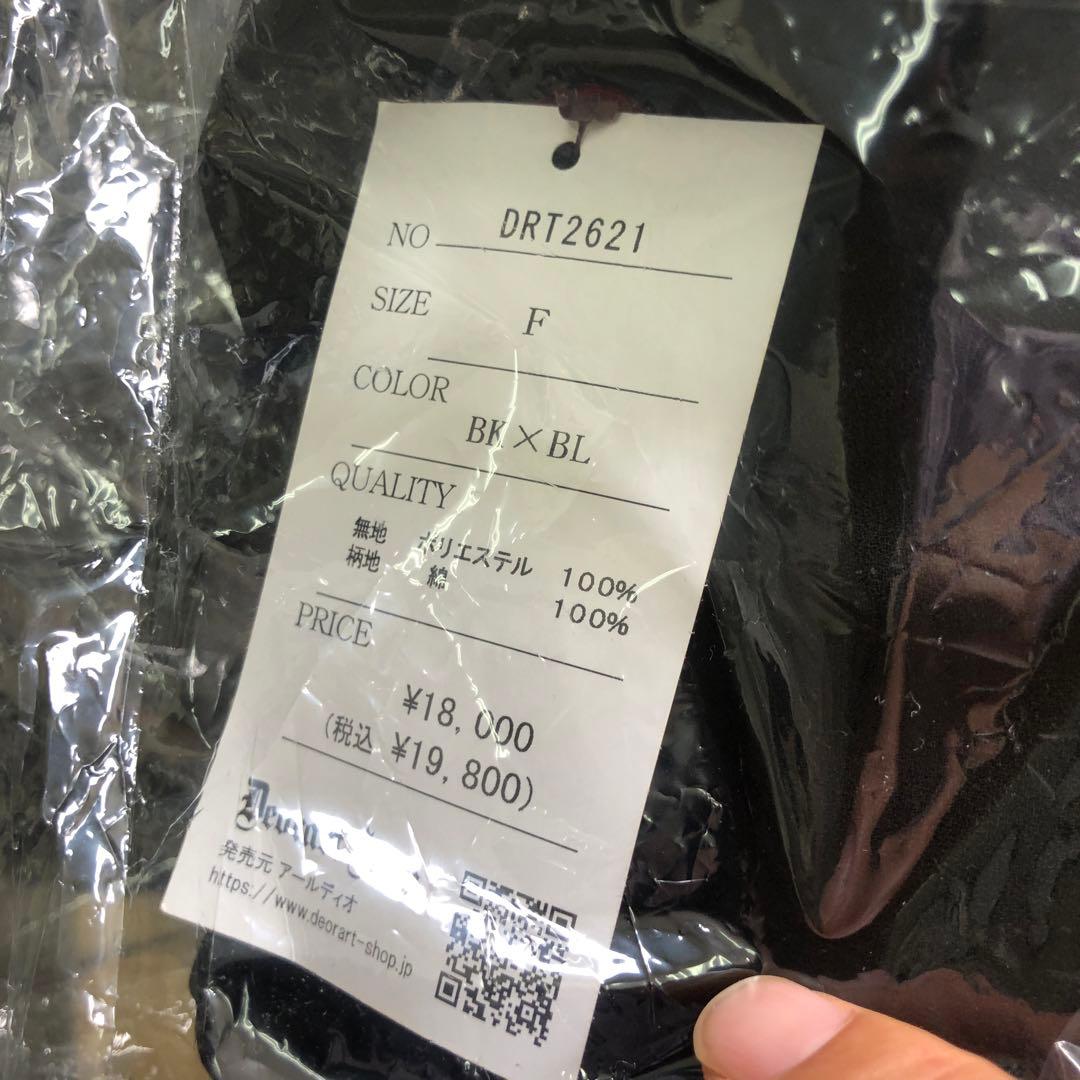 NO DRT2621
SIZE F
COLOR BK×BL
QUALITY
無地 ポリエステル 100%
柄地 綿 100%
PRICE
¥18,000
(税込 ¥19,800)
発売元 アールディオ
https://www.deorart-shop.jp